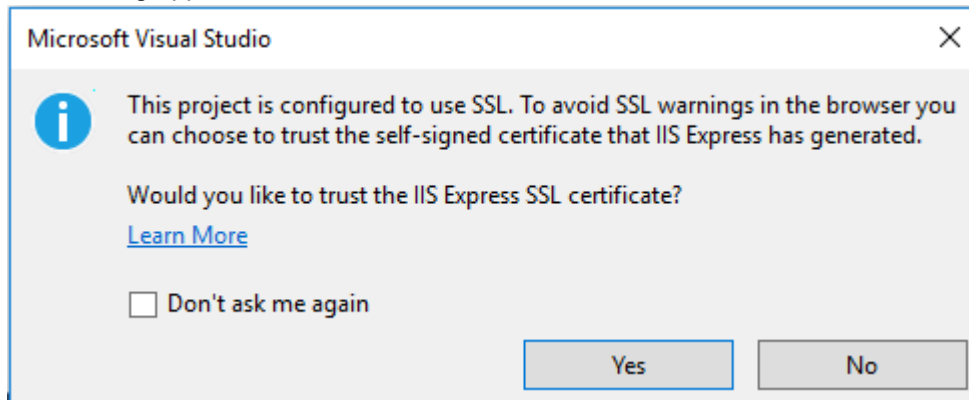 Microsoft Visual Studio
This project is configured to use SSL. To avoid SSL warnings in the browser you
can choose to trust the self-signed certificate that IIS Express has generated.
Would you like to trust the IIS Express SSL certificate?
Learn More
Don't ask me again
Yes
No